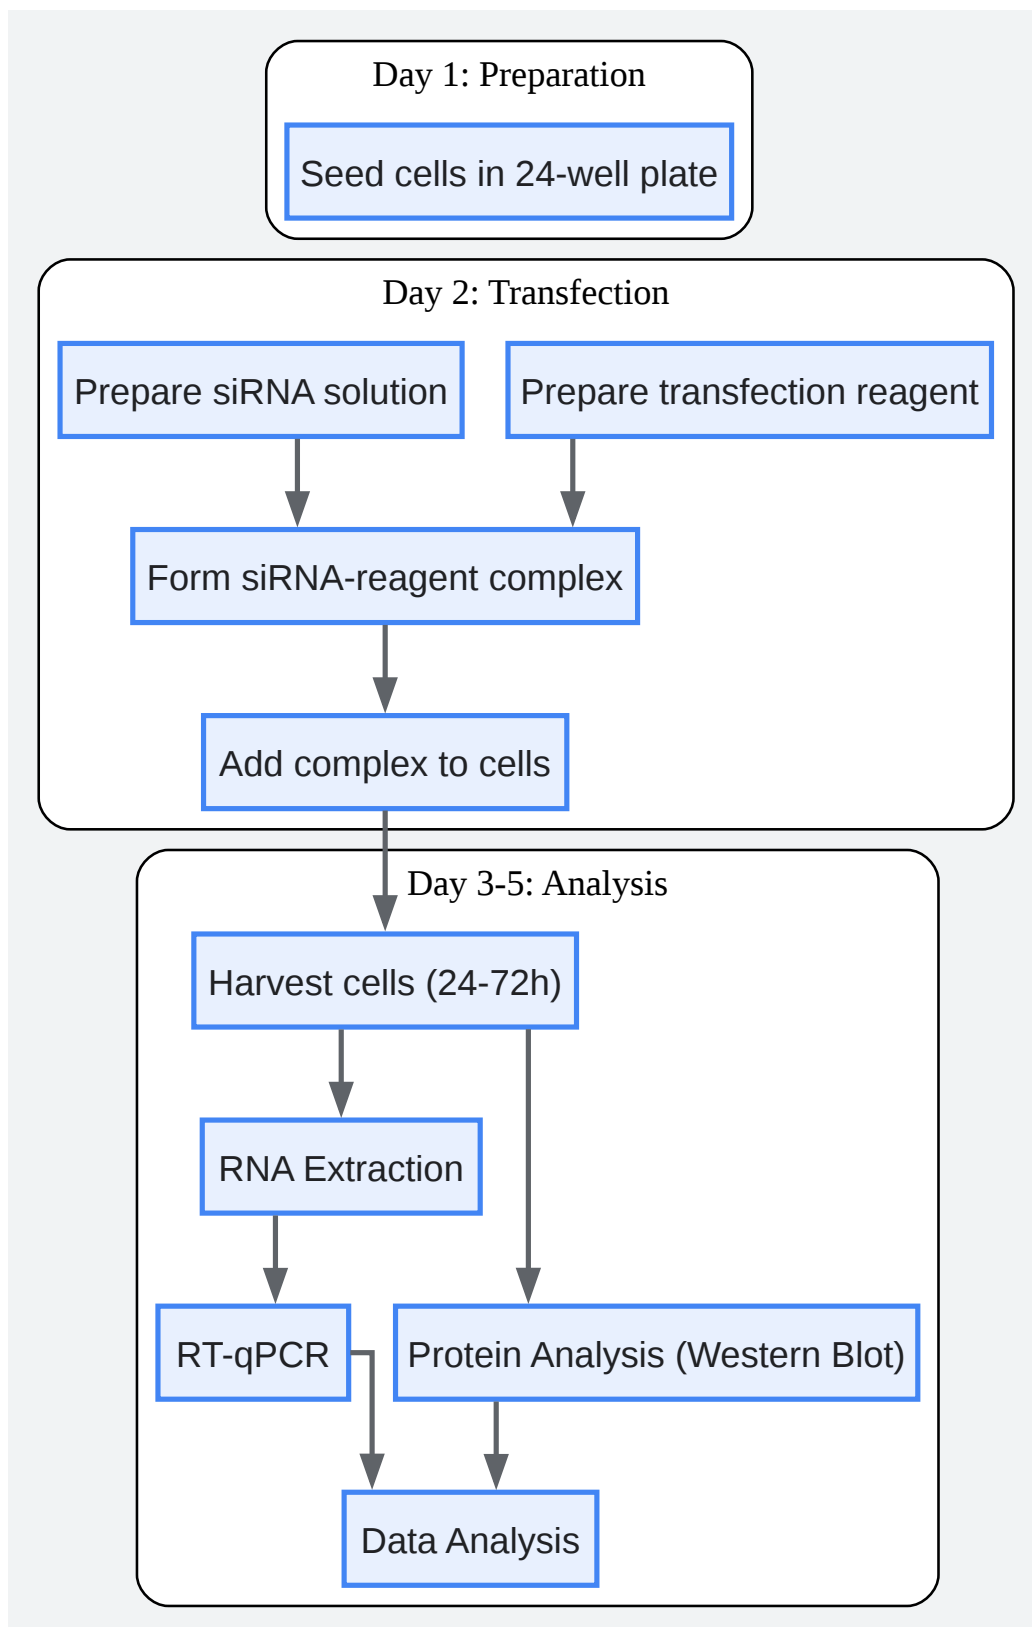 Day 1: Preparation
Seed cells in 24-well plate
Day 2: Transfection
Prepare siRNA solution
Prepare transfection reagent
Form siRNA-reagent complex
Add complex to cells
Day 3-5: Analysis
Harvest cells (24-72h)
RNA Extraction
RT-qPCR
Protein Analysis (Western Blot)
Data Analysis